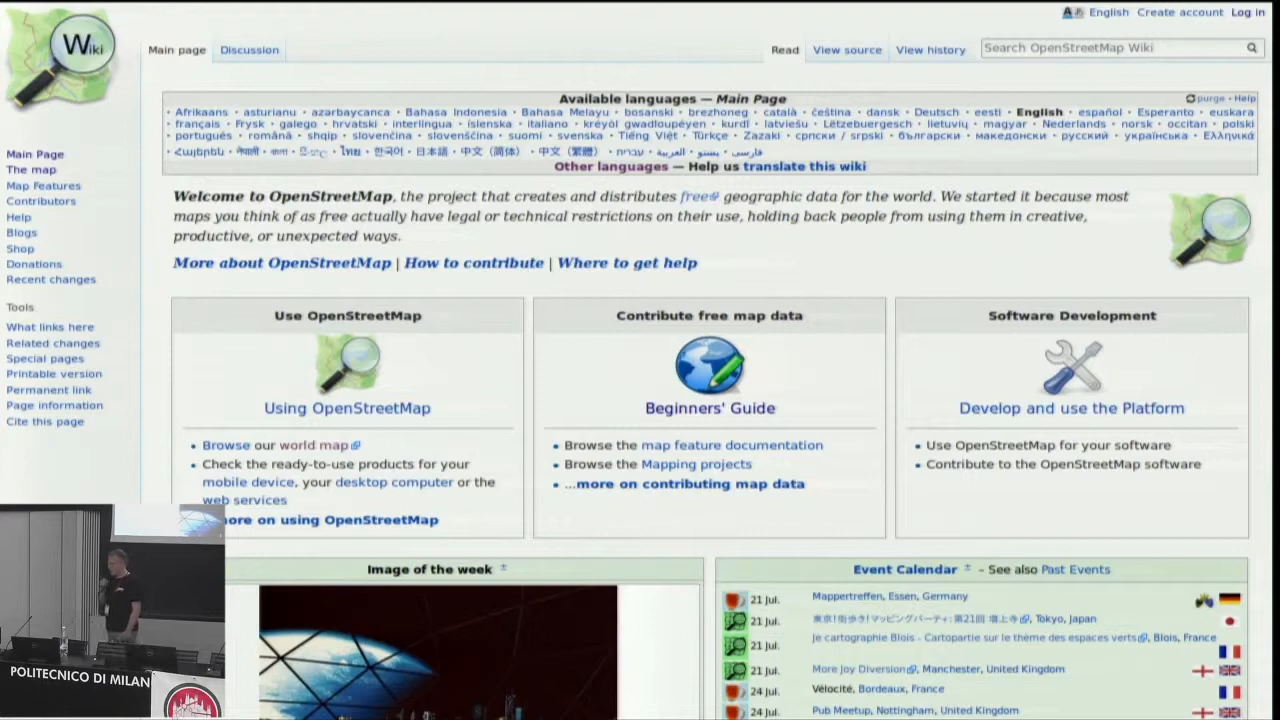 English Create account Log in
Wiki
Main page Discussion Read View source View history Search OpenStreetMap Wiki
Available languages — Main Page purge · Help
Afrikaans · asturianu · azərbaycanca · Bahasa Indonesia · Bahasa Melayu · bosanski · brezhoneg · català · čeština · dansk · Deutsch · eesti · English · español · Esperanto · euskara
français · Frysk · galego · hrvatski · interlingua · íslenska · italiano · kréyòl gwadloupéyen · kurdî · latviešu · Lëtzebuergesch · lietuvių · magyar · Nederlands · norsk · occitan · polski
português · română · shqip · slovenčina · slovenščina · suomi · svenska · Tiếng Việt · Türkçe · Zazaki · српски / srpski · български · македонски · русский · українська · Ελληνικά
Հայերեն · नेपाली · বাংলা · ไทย · 한국어 · 日本語 · 中文（简体） · 中文（繁體） · עברית · العربية · پښتو · فارسی
Other languages — Help us translate this wiki
Main Page
The map
Map Features
Contributors
Help
Blogs
Shop
Donations
Recent changes
Tools
What links here
Related changes
Special pages
Printable version
Permanent link
Page information
Cite this page
Welcome to OpenStreetMap, the project that creates and distributes free geographic data for the world. We started it because most
maps you think of as free actually have legal or technical restrictions on their use, holding back people from using them in creative,
productive, or unexpected ways.
More about OpenStreetMap | How to contribute | Where to get help
Use OpenStreetMap
Using OpenStreetMap
• Browse our world map
• Check the ready-to-use products for your
mobile device, your desktop computer or the
web services
more on using OpenStreetMap
Contribute free map data
Beginners' Guide
• Browse the map feature documentation
• Browse the Mapping projects
• ...more on contributing map data
Software Development
Develop and use the Platform
• Use OpenStreetMap for your software
• Contribute to the OpenStreetMap software
Image of the week ±
Event Calendar ± – See also Past Events
21 Jul. Mappertreffen, Essen, Germany
21 Jul. 東京!街歩き!マッピングパーティ: 第21回 増上寺, Tokyo, Japan
21 Jul. Je cartographie Blois - Cartopartie sur le thème des espaces verts, Blois, France
21 Jul. More Joy Diversion, Manchester, United Kingdom
24 Jul. Vélocité, Bordeaux, France
24 Jul. Pub Meetup, Nottingham, United Kingdom
POLITECNICO DI MILAN